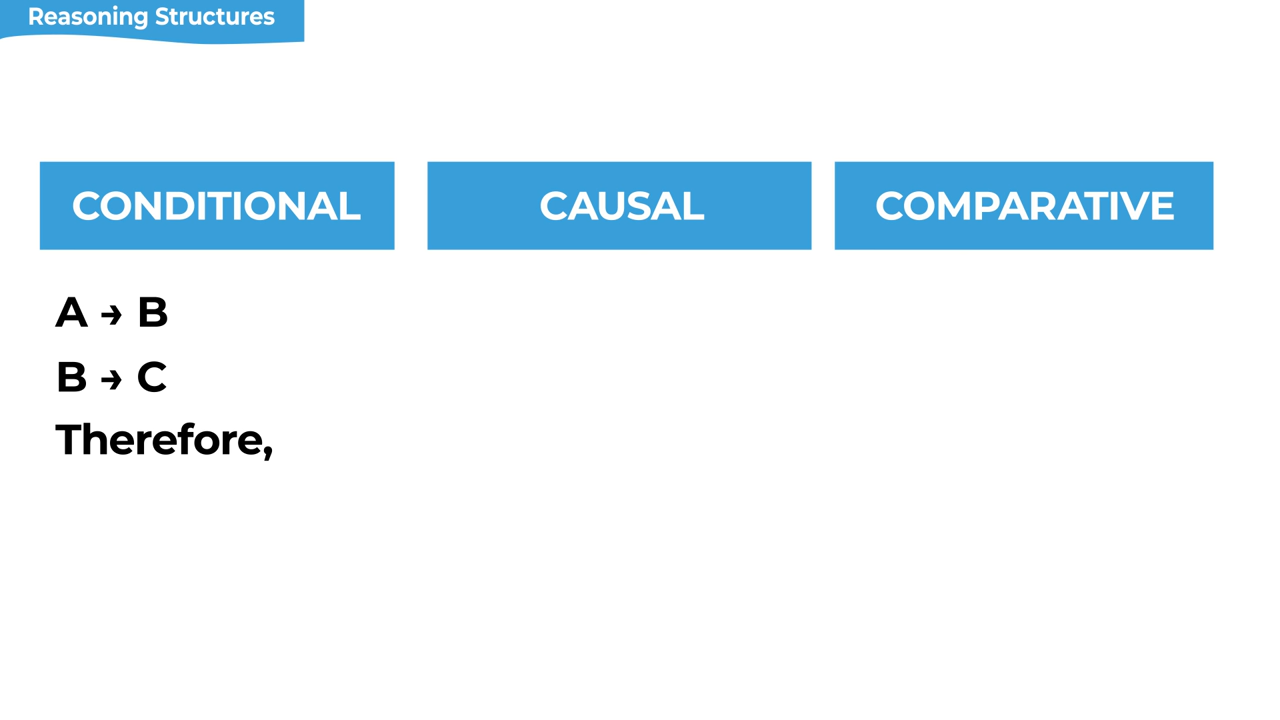 Reasoning Structures
CONDITIONAL
CAUSAL
COMPARATIVE
A → B
B → C
Therefore,